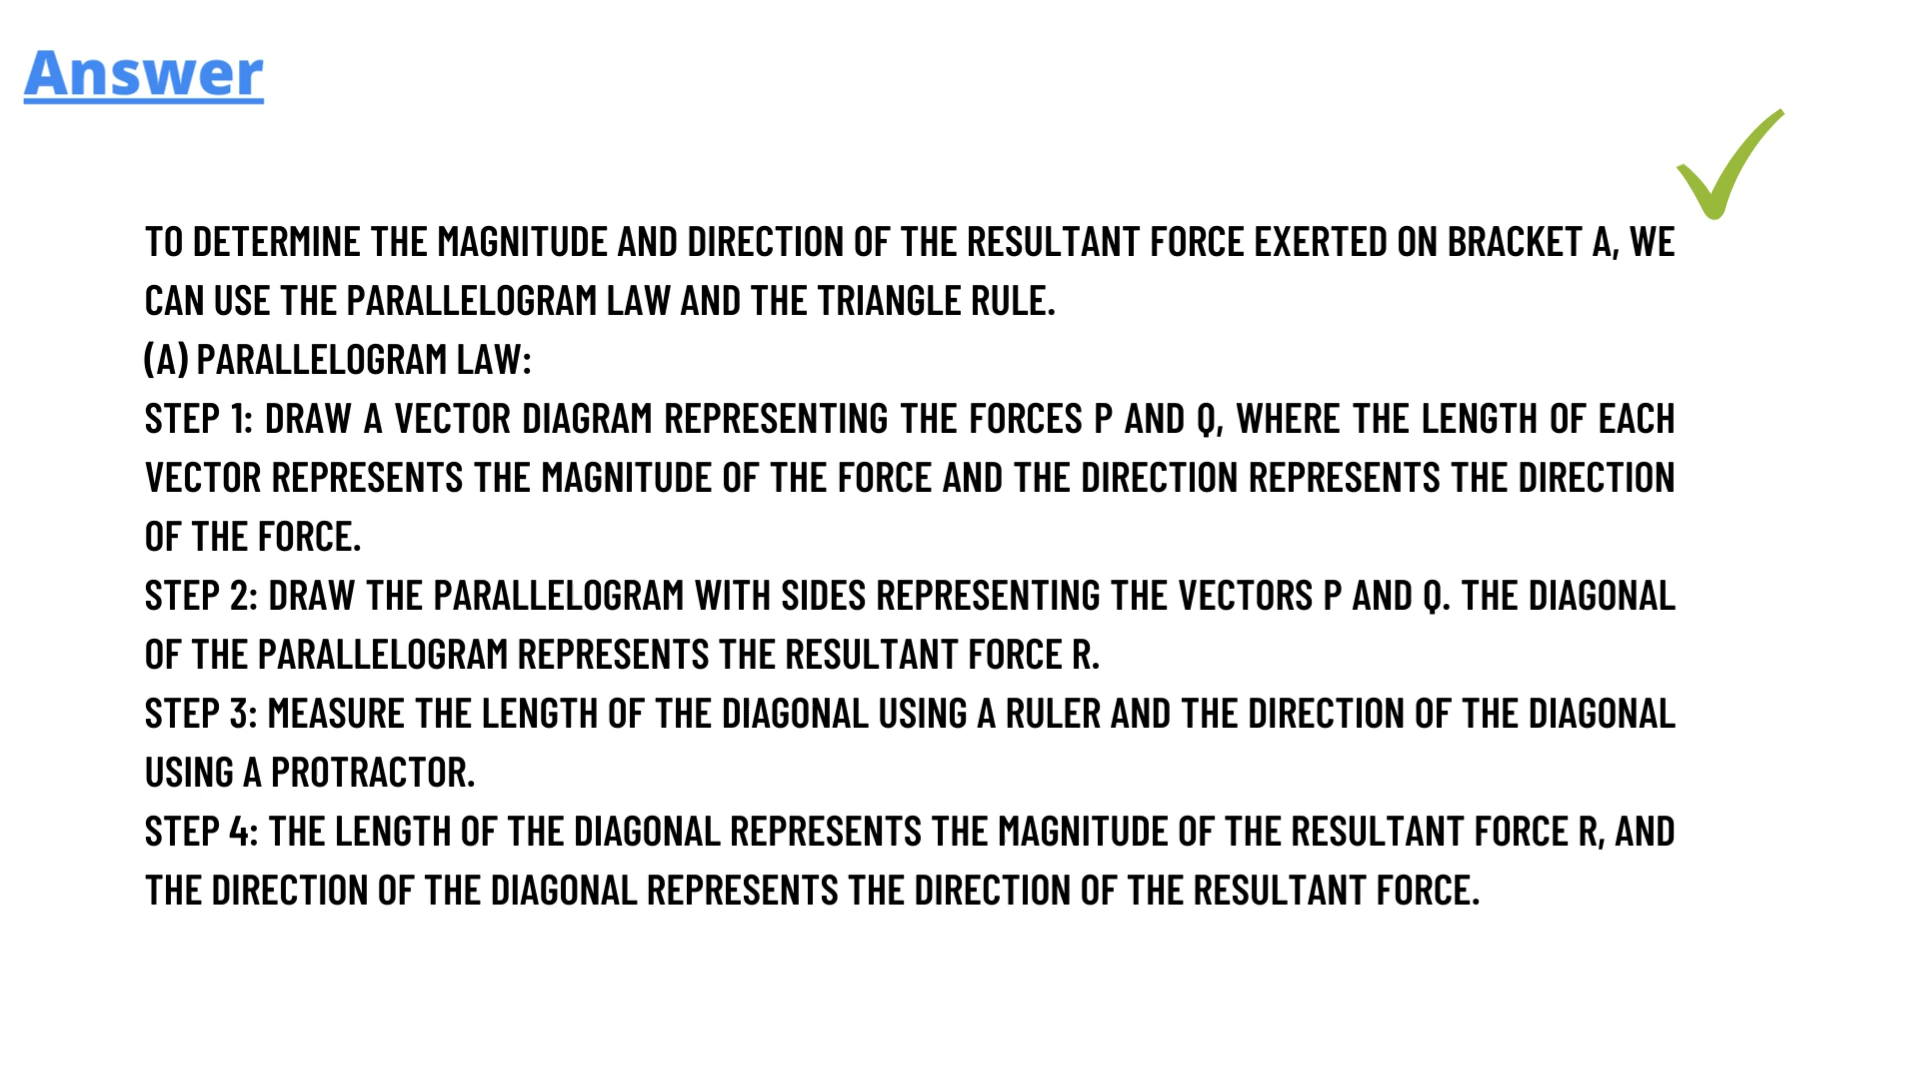 Answer
TO DETERMINE THE MAGNITUDE AND DIRECTION OF THE RESULTANT FORCE EXERTED ON BRACKET A, WE
CAN USE THE PARALLELOGRAM LAW AND THE TRIANGLE RULE.
(A) PARALLELOGRAM LAW:
STEP 1: DRAW A VECTOR DIAGRAM REPRESENTING THE FORCES P AND Q, WHERE THE LENGTH OF EACH
VECTOR REPRESENTS THE MAGNITUDE OF THE FORCE AND THE DIRECTION REPRESENTS THE DIRECTION
OF THE FORCE.
STEP 2: DRAW THE PARALLELOGRAM WITH SIDES REPRESENTING THE VECTORS P AND Q. THE DIAGONAL
OF THE PARALLELOGRAM REPRESENTS THE RESULTANT FORCE R.
STEP 3: MEASURE THE LENGTH OF THE DIAGONAL USING A RULER AND THE DIRECTION OF THE DIAGONAL
USING A PROTRACTOR.
STEP 4: THE LENGTH OF THE DIAGONAL REPRESENTS THE MAGNITUDE OF THE RESULTANT FORCE R, AND
THE DIRECTION OF THE DIAGONAL REPRESENTS THE DIRECTION OF THE RESULTANT FORCE.